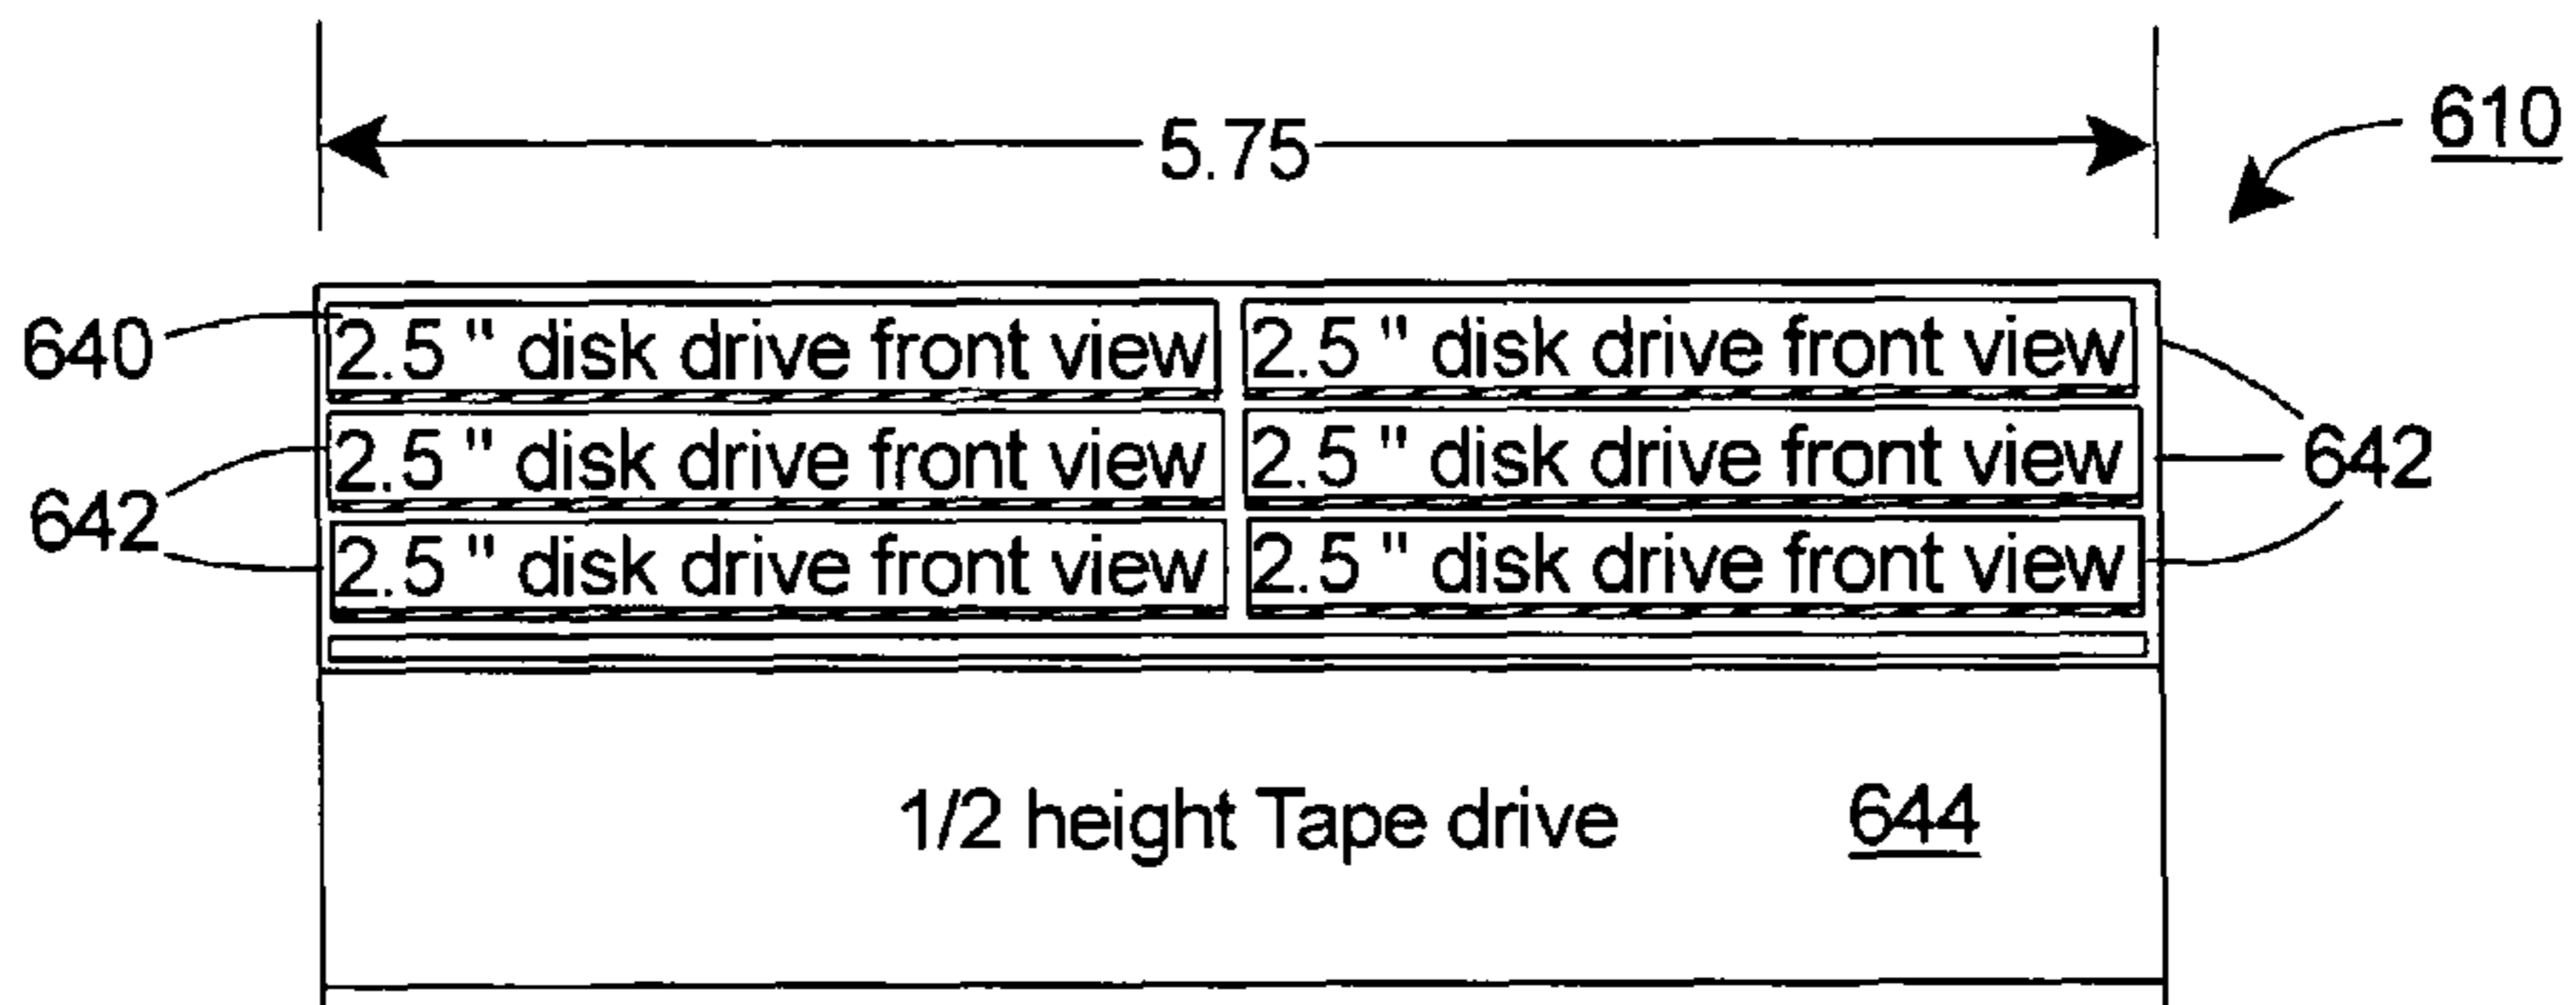 5.75
610
640
2.5 " disk drive front view 2.5 " disk drive front view
2.5 " disk drive front view 2.5 " disk drive front view
642
642
2.5 " disk drive front view 2.5 " disk drive front view
1/2 height Tape drive 644